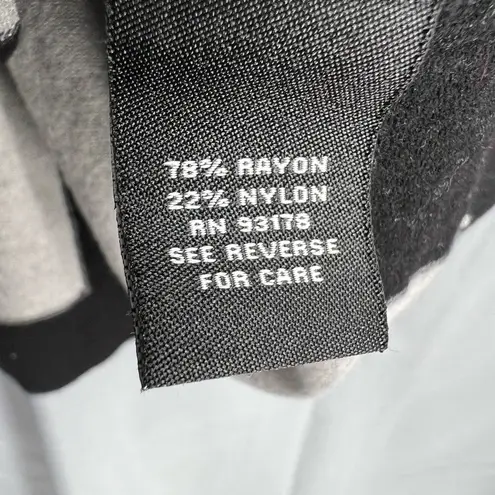 78% RAYON
22% NYLON
RN 93178
SEE REVERSE
FOR CARE